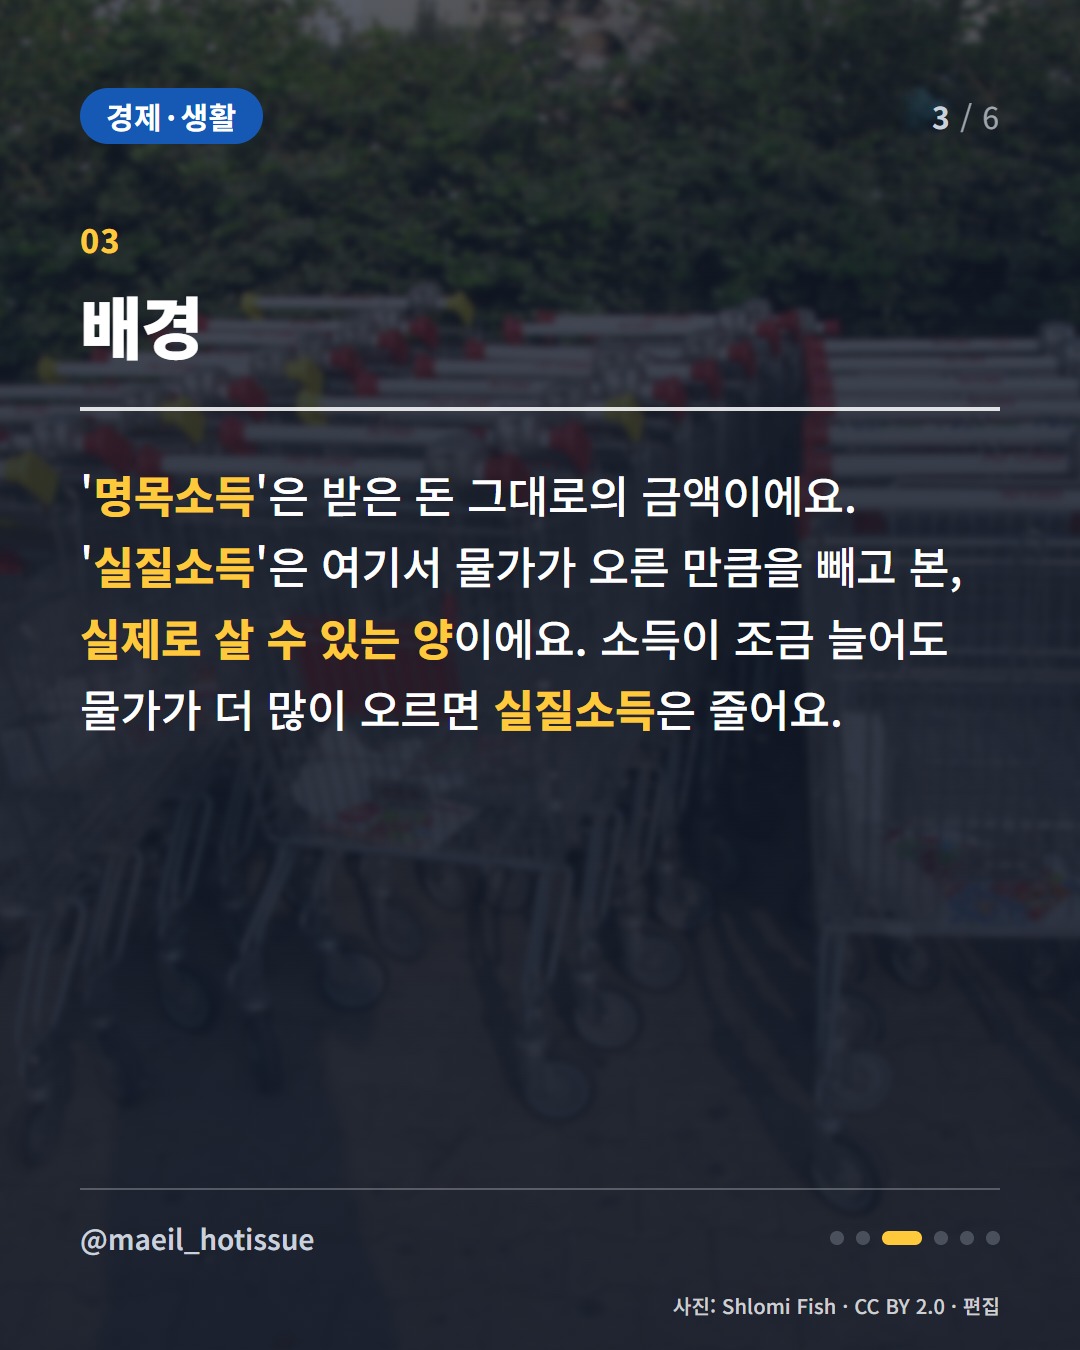 경제·생활
3 / 6
03
배경
'명목소득'은 받은 돈 그대로의 금액이에요.
'실질소득'은 여기서 물가가 오른 만큼을 빼고 본,
실제로 살 수 있는 양이에요. 소득이 조금 늘어도
물가가 더 많이 오르면 실질소득은 줄어요.
@maeil_hotissue
사진: Shlomi Fish · CC BY 2.0 · 편집